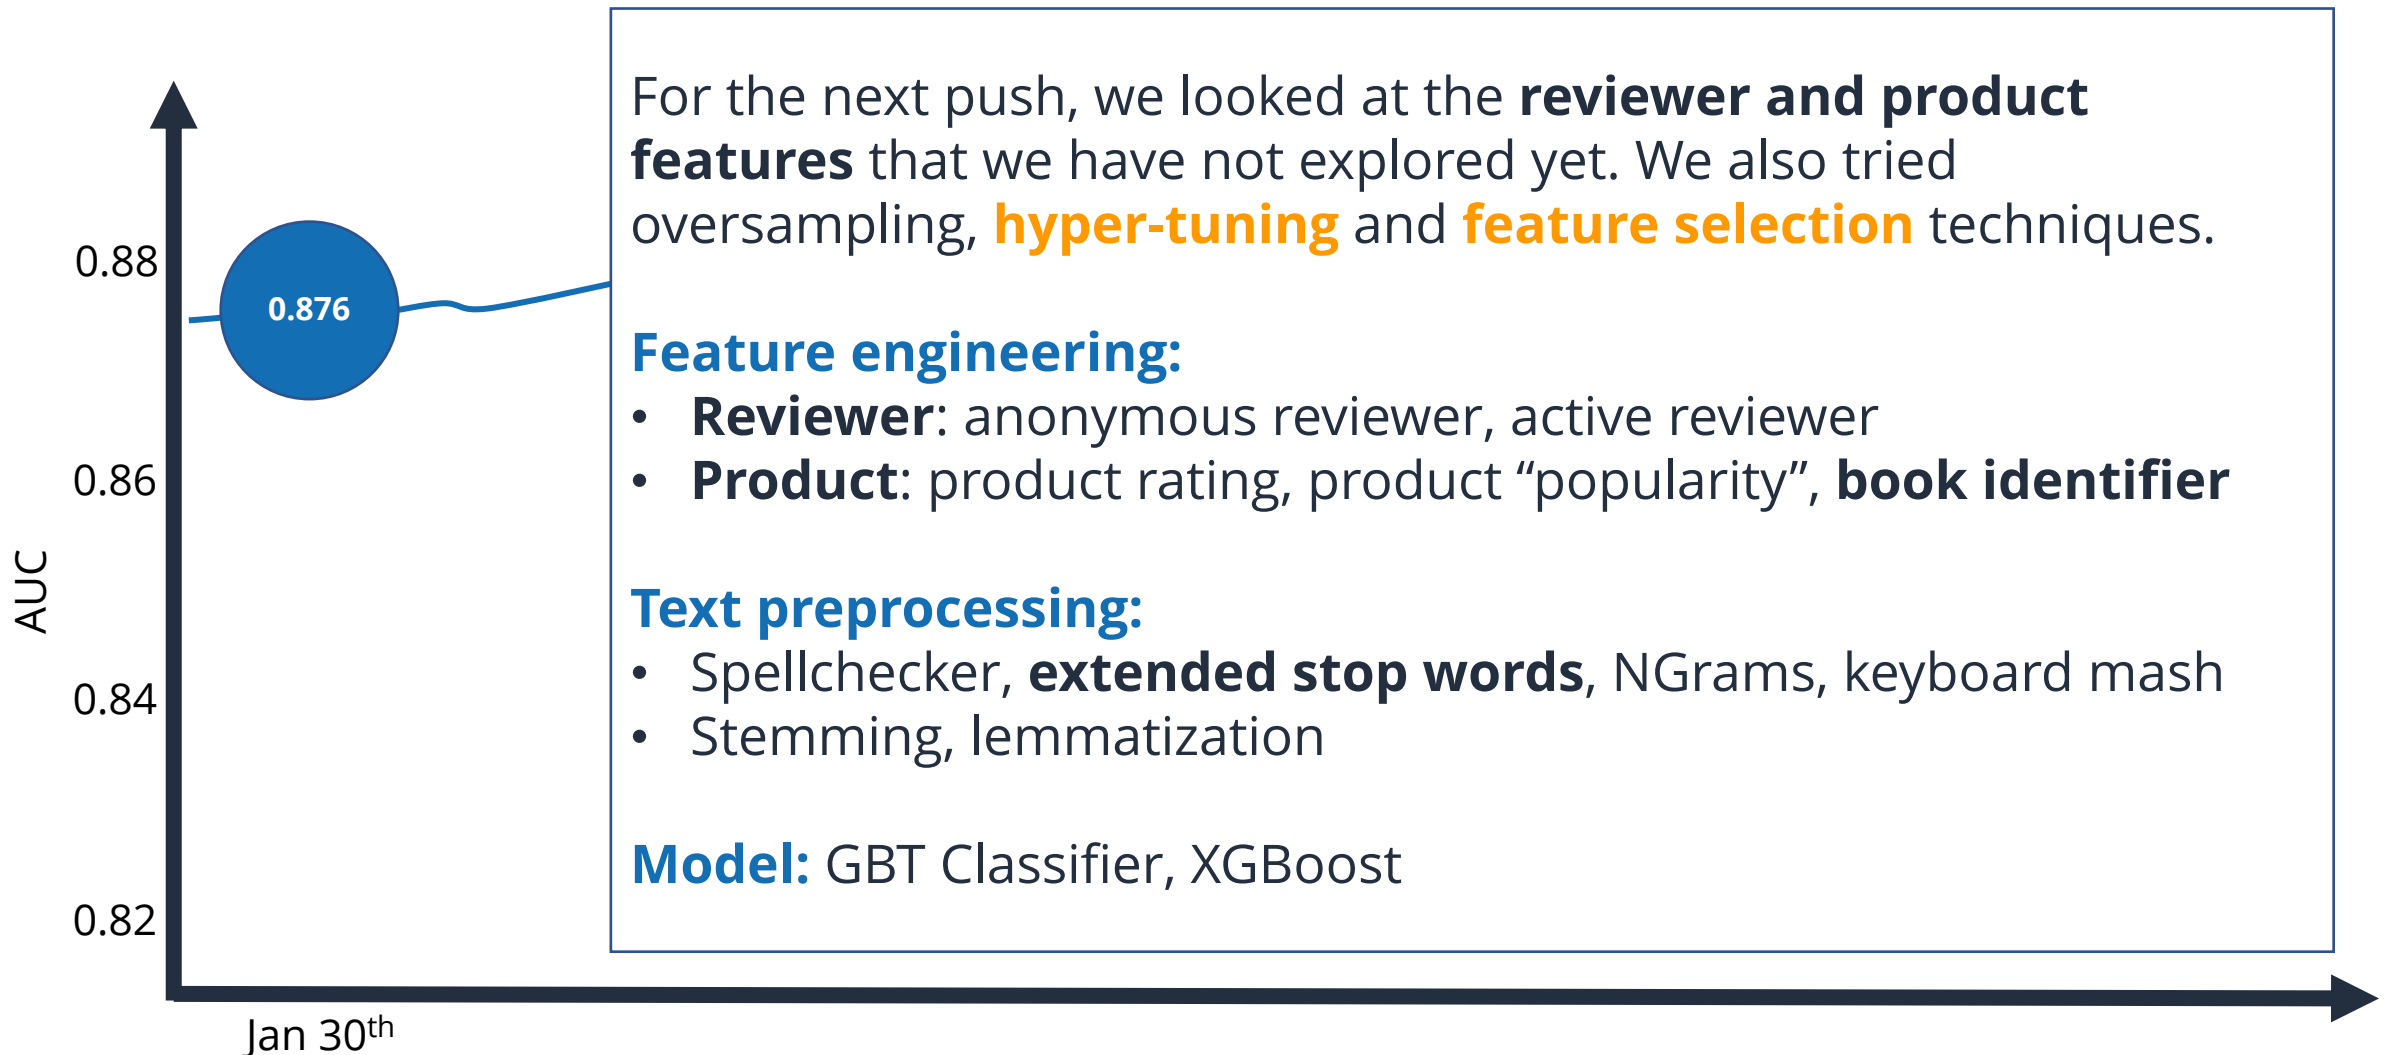 For the next push, we looked at the reviewer and product
features that we have not explored yet. We also tried
oversampling, hyper-tuning and feature selection techniques.
Feature engineering:
• Reviewer: anonymous reviewer, active reviewer
• Product: product rating, product “popularity”, book identifier
Text preprocessing:
• Spellchecker, extended stop words, NGrams, keyboard mash
• Stemming, lemmatization
Model: GBT Classifier, XGBoost
0.88
0.876
0.86
AUC
0.84
0.82
Jan 30th